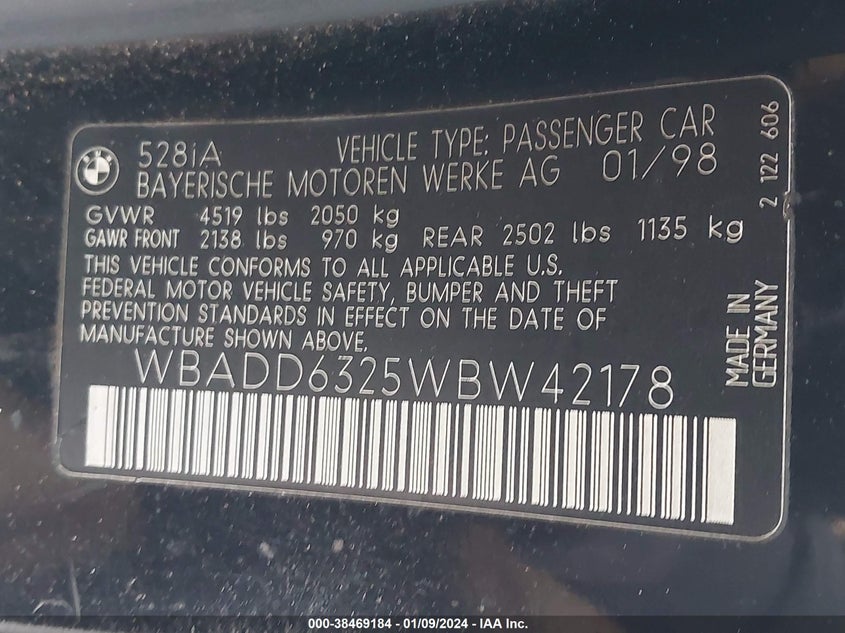 528iA VEHICLE TYPE: PASSENGER CAR
BAYERISCHE MOTOREN WERKE AG 01/98
GVWR 4519 lbs 2050 kg
GAWR FRONT 2138 lbs 970 kg REAR 2502 lbs 1135 kg
THIS VEHICLE CONFORMS TO ALL APPLICABLE U.S.
FEDERAL MOTOR VEHICLE SAFETY, BUMPER AND THEFT
PREVENTION STANDARDS IN EFFECT ON THE DATE OF
MANUFACTURE SHOWN ABOVE.
WBADD6325WBW42178
2 122 606
MADE IN
GERMANY
000-38469184 - 01/09/2024 - IAA Inc.